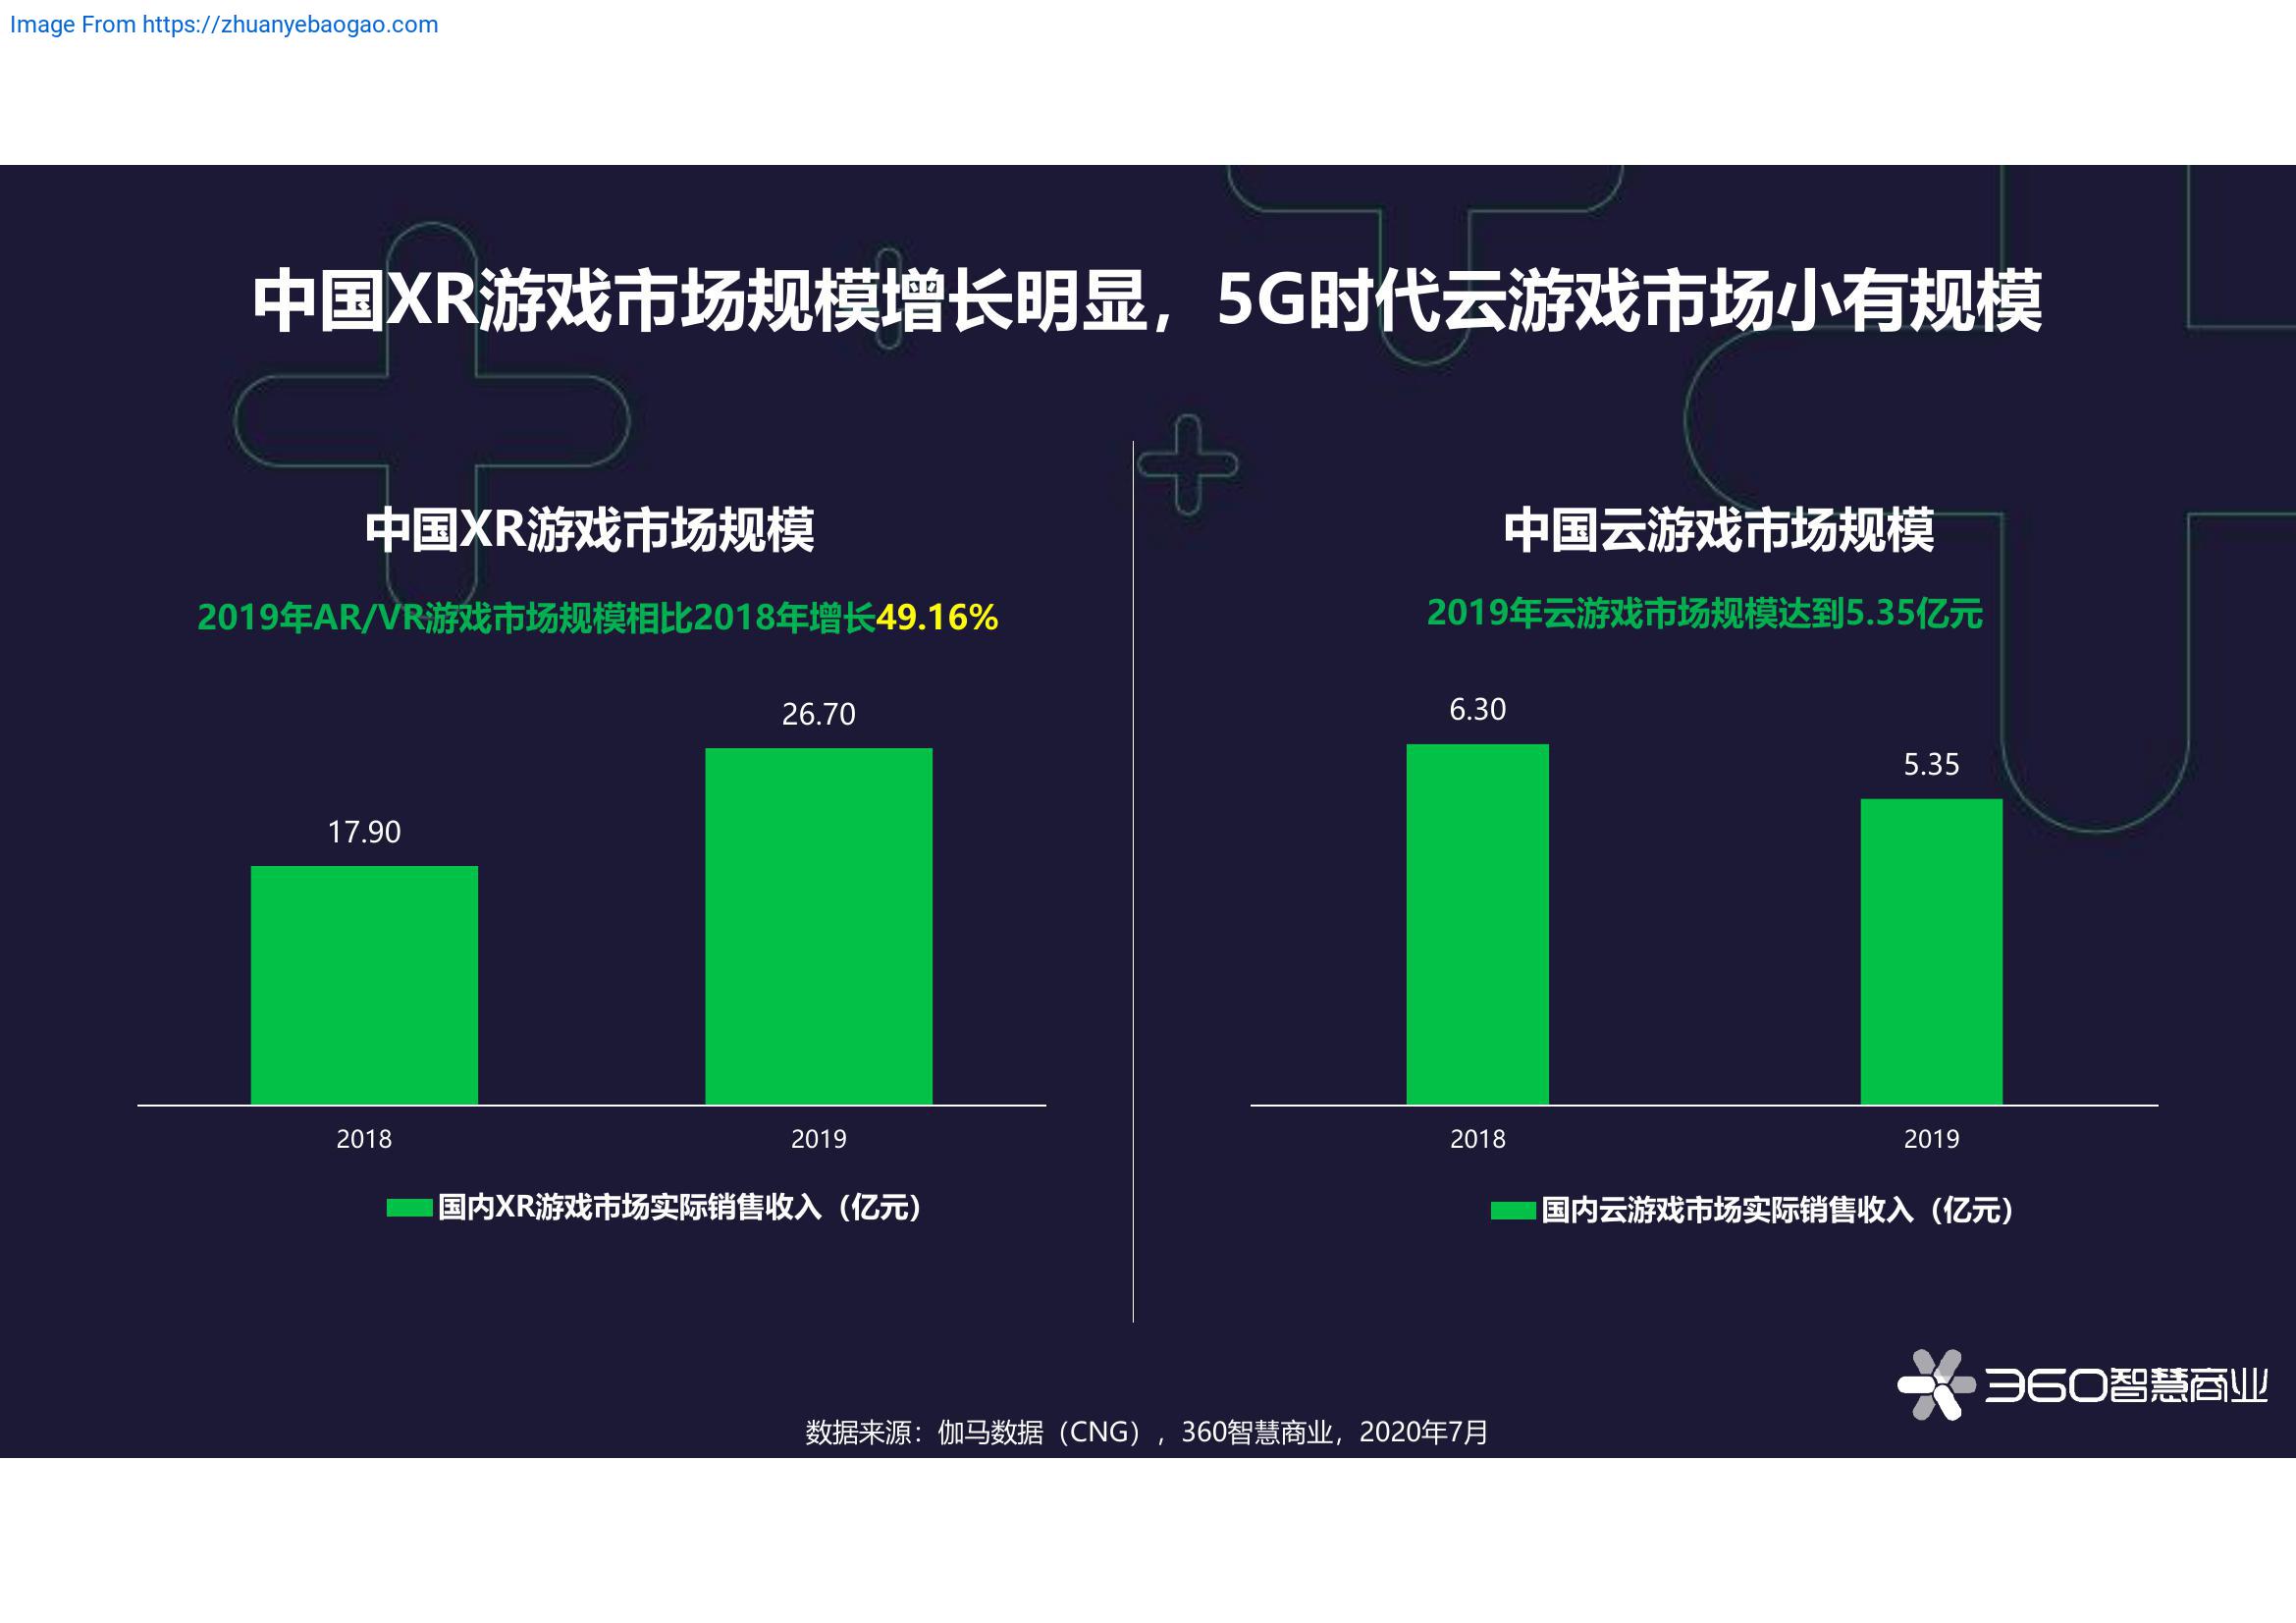 Image From https://zhuanyebaogao.com
中国XR游戏市场规模增长明显，5G时代云游戏市场小有规模
中国XR游戏市场规模
2019年AR/VR游戏市场规模相比2018年增长49.16%
26.70
17.90
2018
2019
国内XR游戏市场实际销售收入（亿元）
中国云游戏市场规模
2019年云游戏市场规模达到5.35亿元
6.30
5.35
2018
2019
国内云游戏市场实际销售收入（亿元）
360智慧商业
数据来源：伽马数据（CNG），360智慧商业，2020年7月